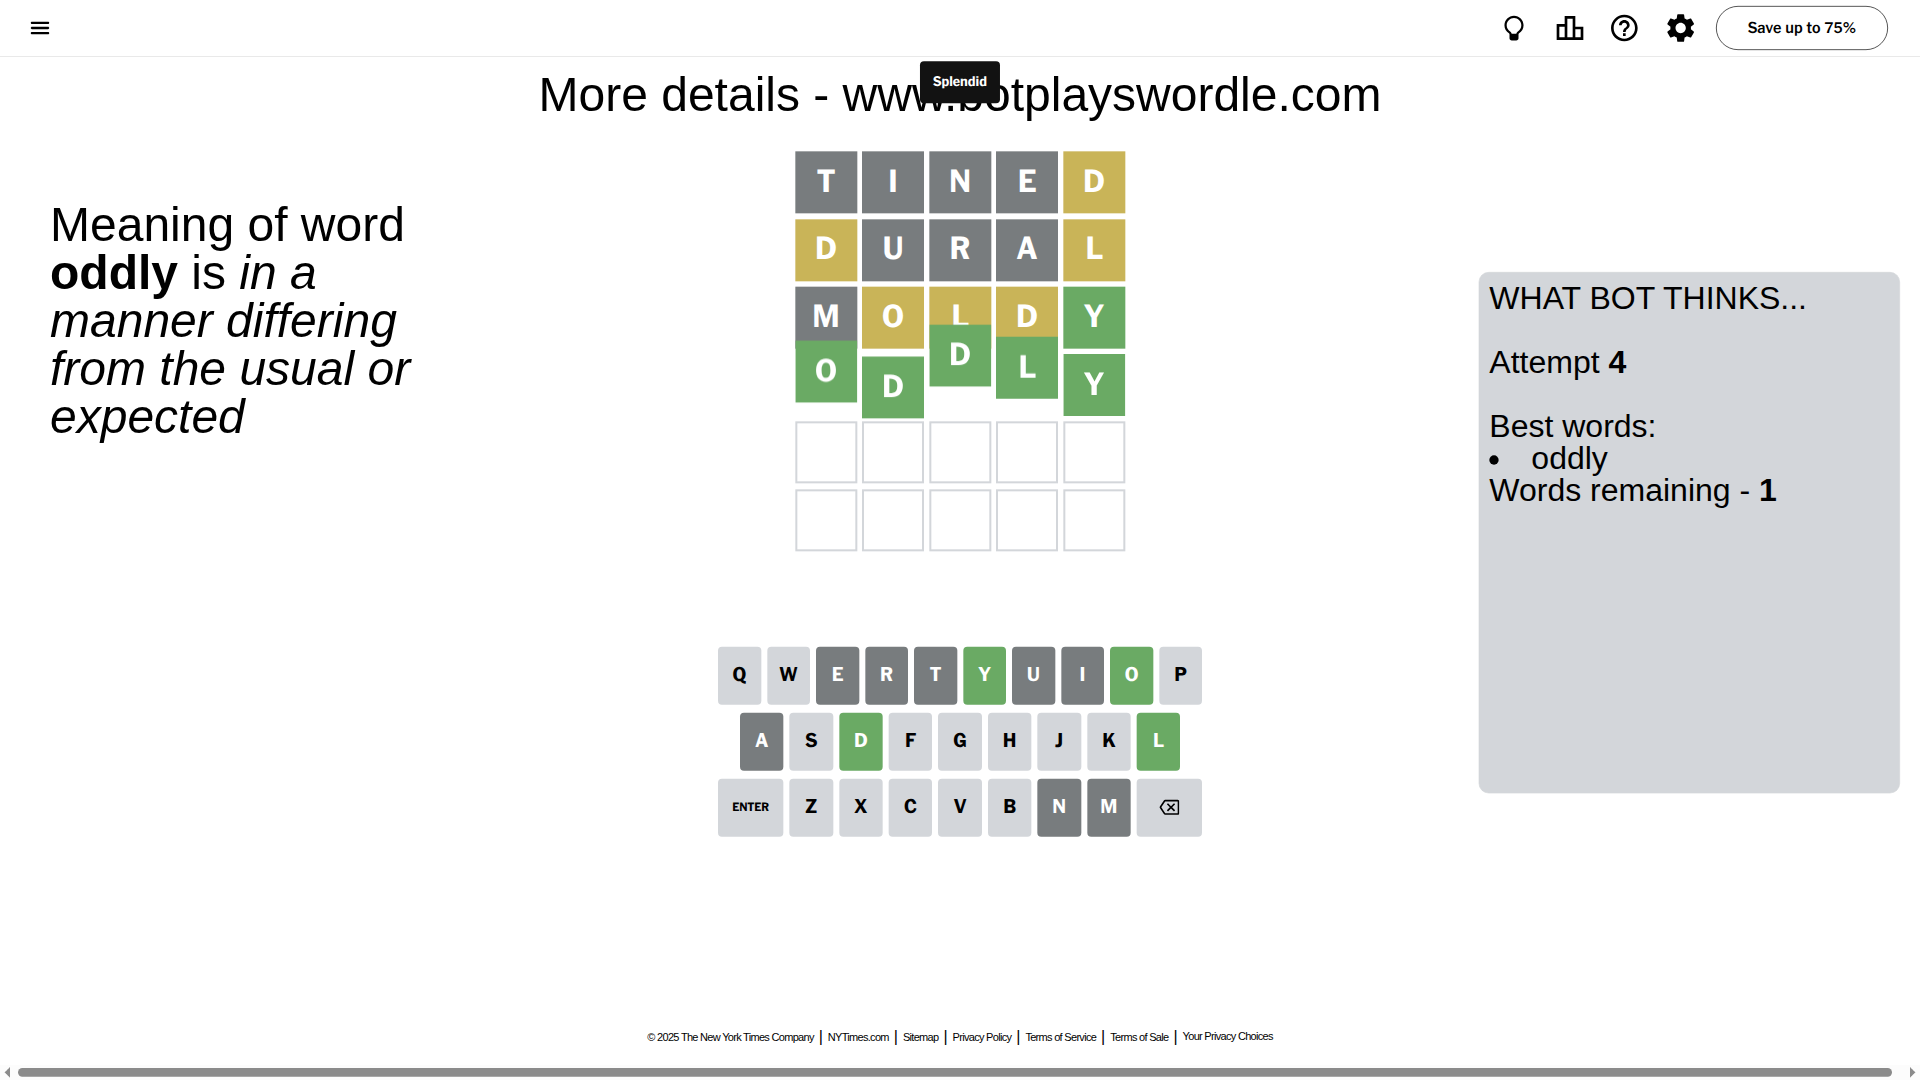 Save up to 75%
Splendid
More details - www.botplayswordle.com
Meaning of word
oddly is in a
manner differing
from the usual or
expected
T I N E D
D U R A L
M O L D Y
O D D L Y
WHAT BOT THINKS...
Attempt 4
Best words:
• oddly
Words remaining - 1
Q W E R T Y U I O P
A S D F G H J K L
ENTER Z X C V B N M
© 2025 The New York Times Company | NYTimes.com | Sitemap | Privacy Policy | Terms of Service | Terms of Sale | Your Privacy Choices